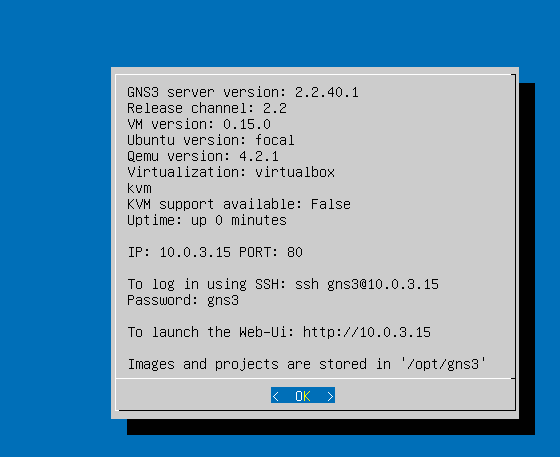 GNS3 server version: 2.2.40.1
Release channel: 2.2
VM version: 0.15.0
Ubuntu version: focal
Qemu version: 4.2.1
Virtualization: virtualbox
kvm
KVM support available: False
Uptime: up 0 minutes
IP: 10.0.3.15 PORT: 80
To log in using SSH: ssh gns3@10.0.3.15
Password: gns3
To launch the Web-Ui: http://10.0.3.15
Images and projects are stored in '/opt/gns3'
< OK >